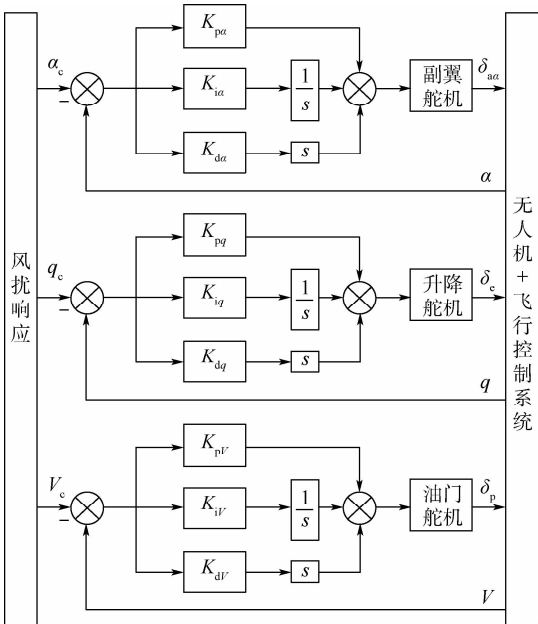 风扰响应
α_c
−
K_pα
K_iα
1/s
K_dα
s
副翼
舵机
δ_aα
α
q_c
−
K_pq
K_iq
1/s
K_dq
s
升降
舵机
δ_e
q
V_c
−
K_pV
K_iV
1/s
K_dV
s
油门
舵机
δ_p
V
无人机+飞行控制系统